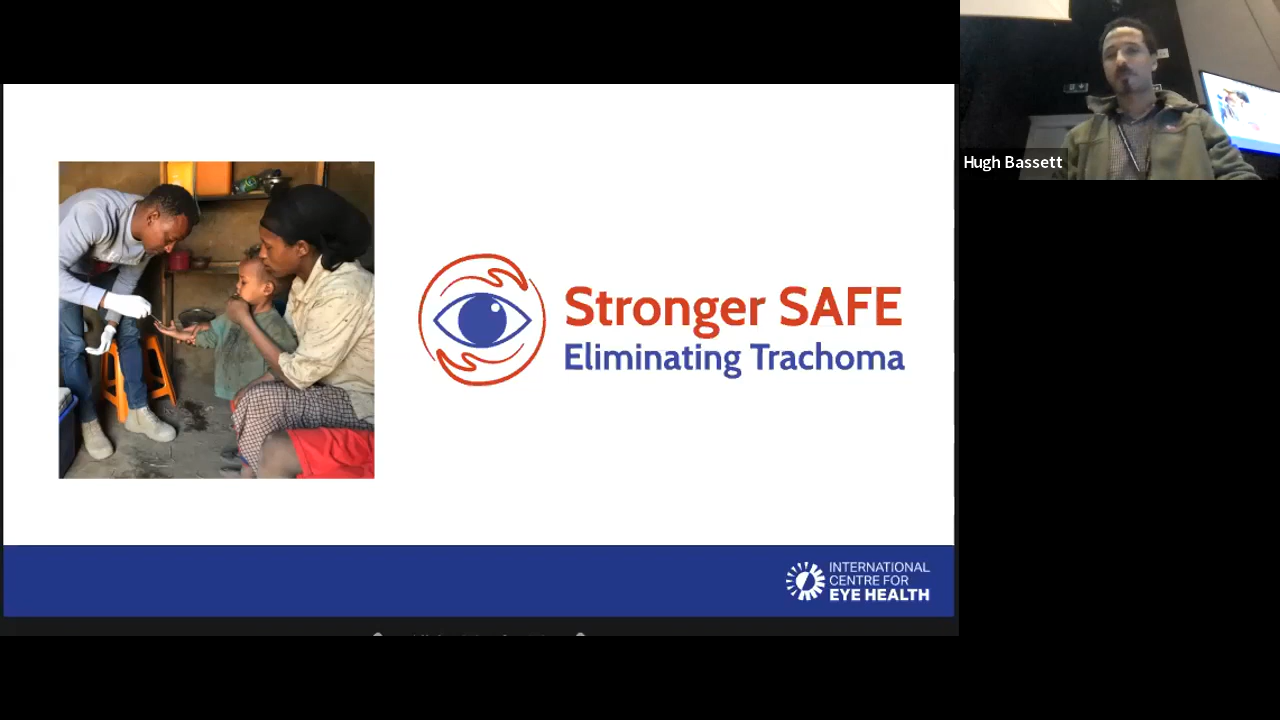 Stronger SAFE
Eliminating Trachoma
INTERNATIONAL
CENTRE FOR
EYE HEALTH
Hugh Bassett